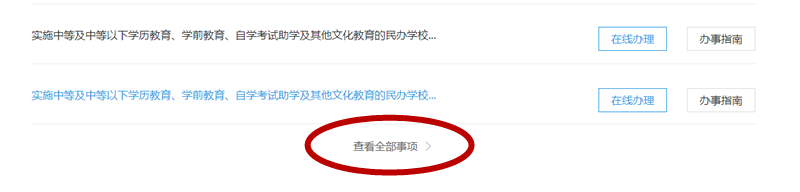 实施中等及中等以下学历教育、学前教育、自学考试助学及其他文化教育的民办学校... 在线办理 办事指南
实施中等及中等以下学历教育、学前教育、自学考试助学及其他文化教育的民办学校... 在线办理 办事指南
查看全部事项 >